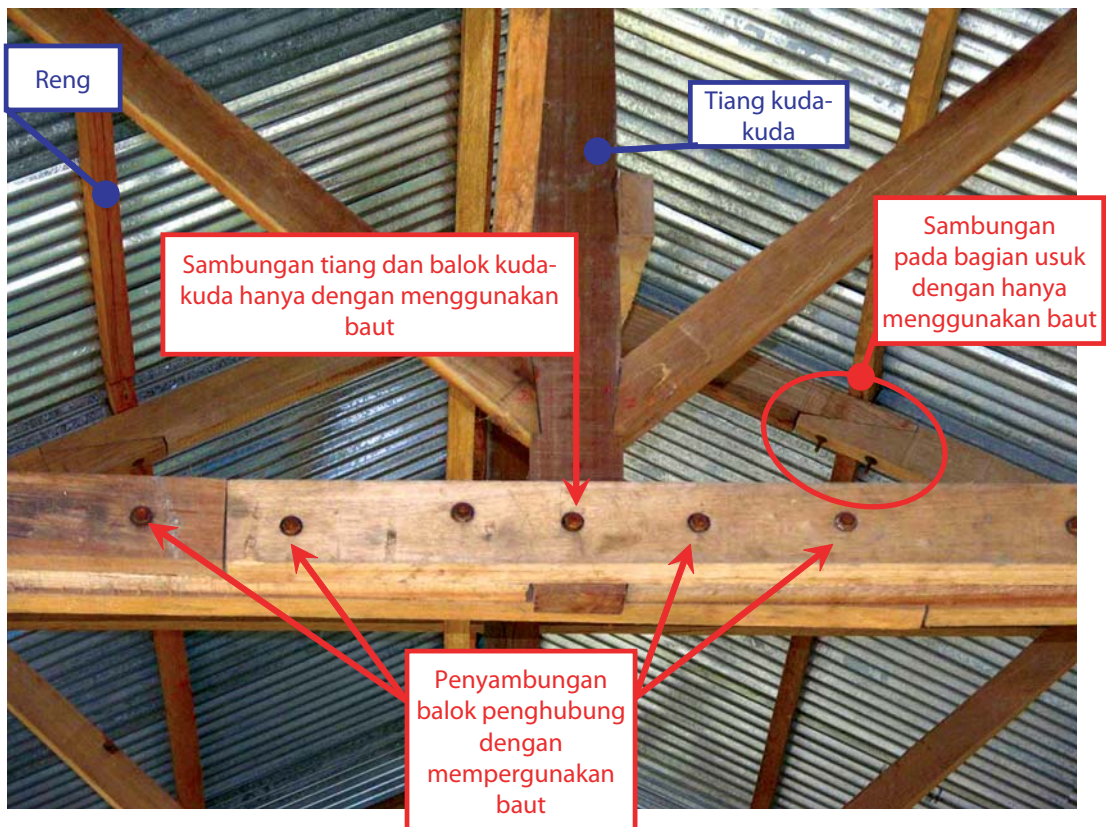 Reng
Tiang kuda-
kuda
Sambungan tiang dan balok kuda-
kuda hanya dengan menggunakan
baut
Sambungan
pada bagian usuk
dengan hanya
menggunakan baut
Penyambungan
balok penghubung
dengan
mempergunakan
baut